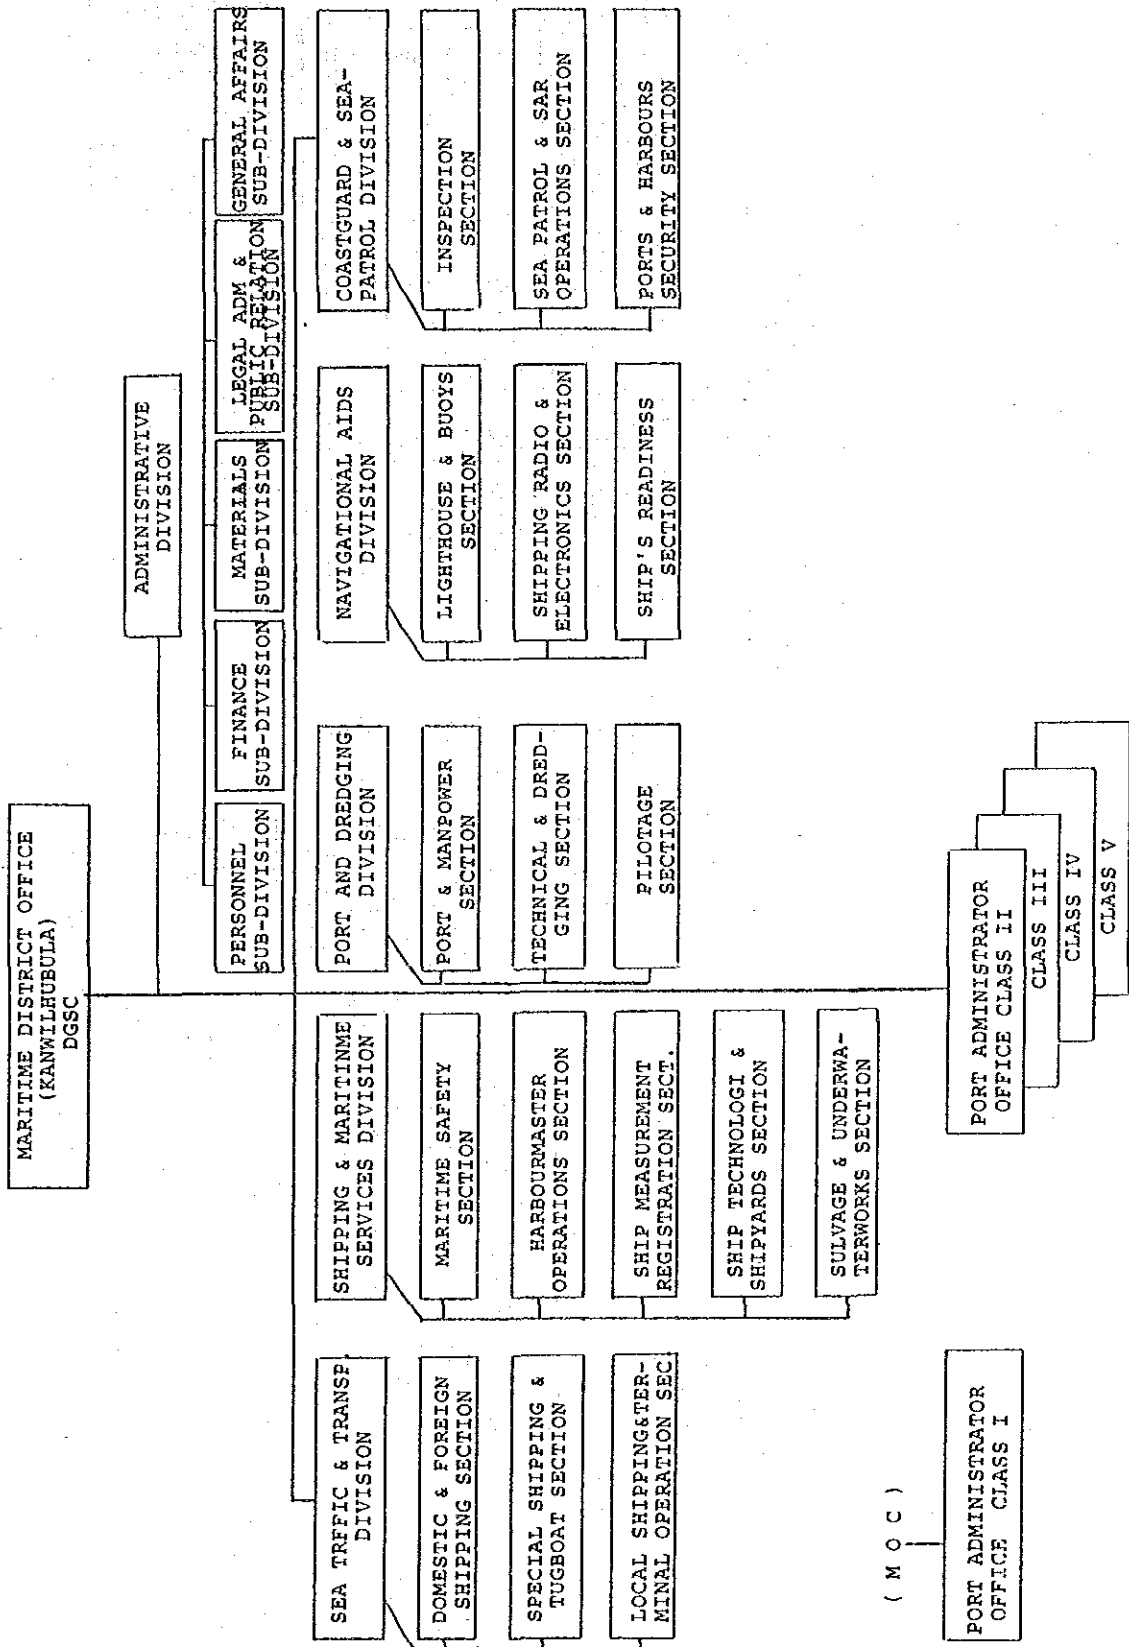 MARITIME DISTRICT OFFICE
(KANWILHUBULA)
DGSC
ADMINISTRATIVE
DIVISION
PERSONNEL
SUB-DIVISION
FINANCE
SUB-DIVISION
MATERIALS
SUB-DIVISION
LEGAL ADM &
PUBLIC RELATION
SUB-DIVISION
GENERAL AFFAIRS
SUB-DIVISION
SEA TRFFIC & TRANSP
DIVISION
DOMESTIC & FOREIGN
SHIPPING SECTION
SPECIAL SHIPPING &
TUGBOAT SECTION
LOCAL SHIPPING&TER-
MINAL OPERATION SEC
SHIPPING & MARITINME
SERVICES DIVISION
MARITIME SAFETY
SECTION
HARBOURMASTER
OPERATIONS SECTION
SHIP MEASUREMENT
REGISTRATION SECT.
SHIP TECHNOLOGI &
SHIPYARDS SECTION
SULVAGE & UNDERWA-
TERWORKS SECTION
PORT AND DREDGING
DIVISION
PORT & MANPOWER
SECTION
TECHNICAL & DRED-
GING SECTION
PILOTAGE
SECTION
NAVIGATIONAL AIDS
DIVISION
LIGHTHOUSE & BUOYS
SECTION
SHIPPING RADIO &
ELECTRONICS SECTION
SHIP'S READINESS
SECTION
COASTGUARD & SEA-
PATROL DIVISION
INSPECTION
SECTION
SEA PATROL & SAR
OPERATIONS SECTION
PORTS & HARBOURS
SECURITY SECTION
( M O C )
PORT ADMINISTRATOR
OFFICE CLASS I
PORT ADMINISTRATOR
OFFICE CLASS II
CLASS III
CLASS IV
CLASS V